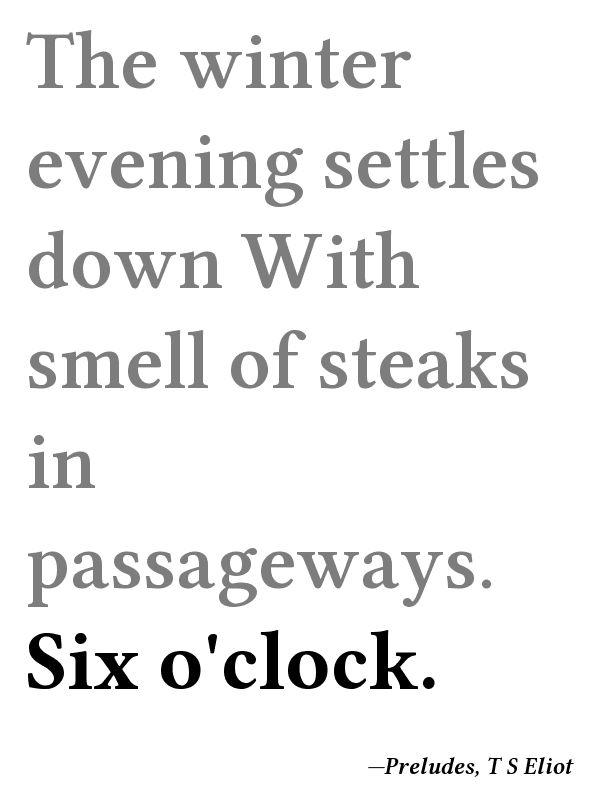 The winter
evening settles
down With
smell of steaks
in
passageways.
Six o'clock.
—Preludes, T S Eliot